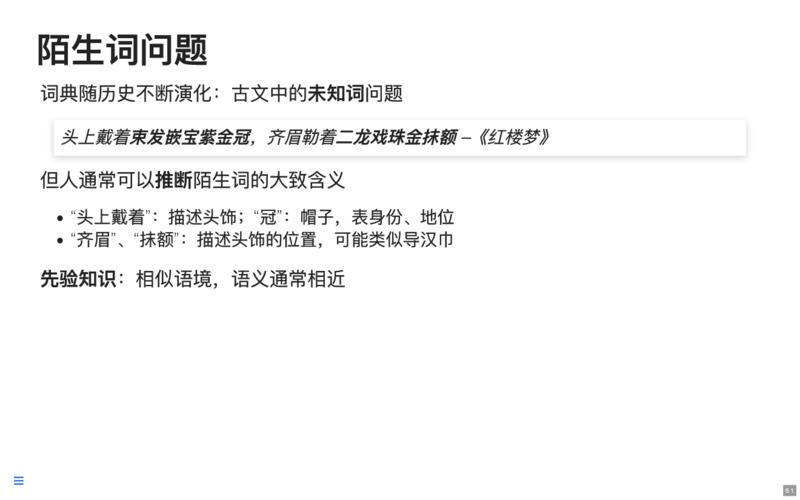 陌生词问题
词典随历史不断演化：古文中的未知词问题
头上戴着束发嵌宝紫金冠，齐眉勒着二龙戏珠金抹额 –《红楼梦》
但人通常可以推断陌生词的大致含义
• “头上戴着”：描述头饰；“冠”：帽子，表身份、地位
• “齐眉”、“抹额”：描述头饰的位置，可能类似导汉巾
先验知识：相似语境，语义通常相近
5.1